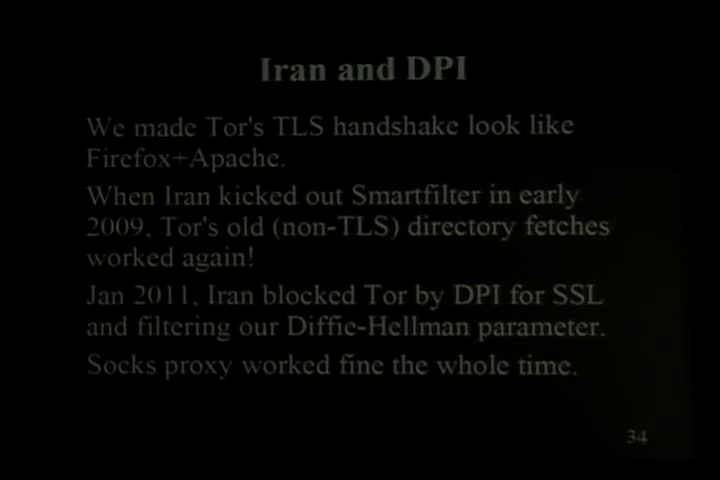 Iran and DPI
We made Tor's TLS handshake look like
Firefox+Apache.
When Iran kicked out Smartfilter in early
2009, Tor's old (non-TLS) directory fetches
worked again!
Jan 2011, Iran blocked Tor by DPI for SSL
and filtering our Diffie-Hellman parameter.
Socks proxy worked fine the whole time.
34